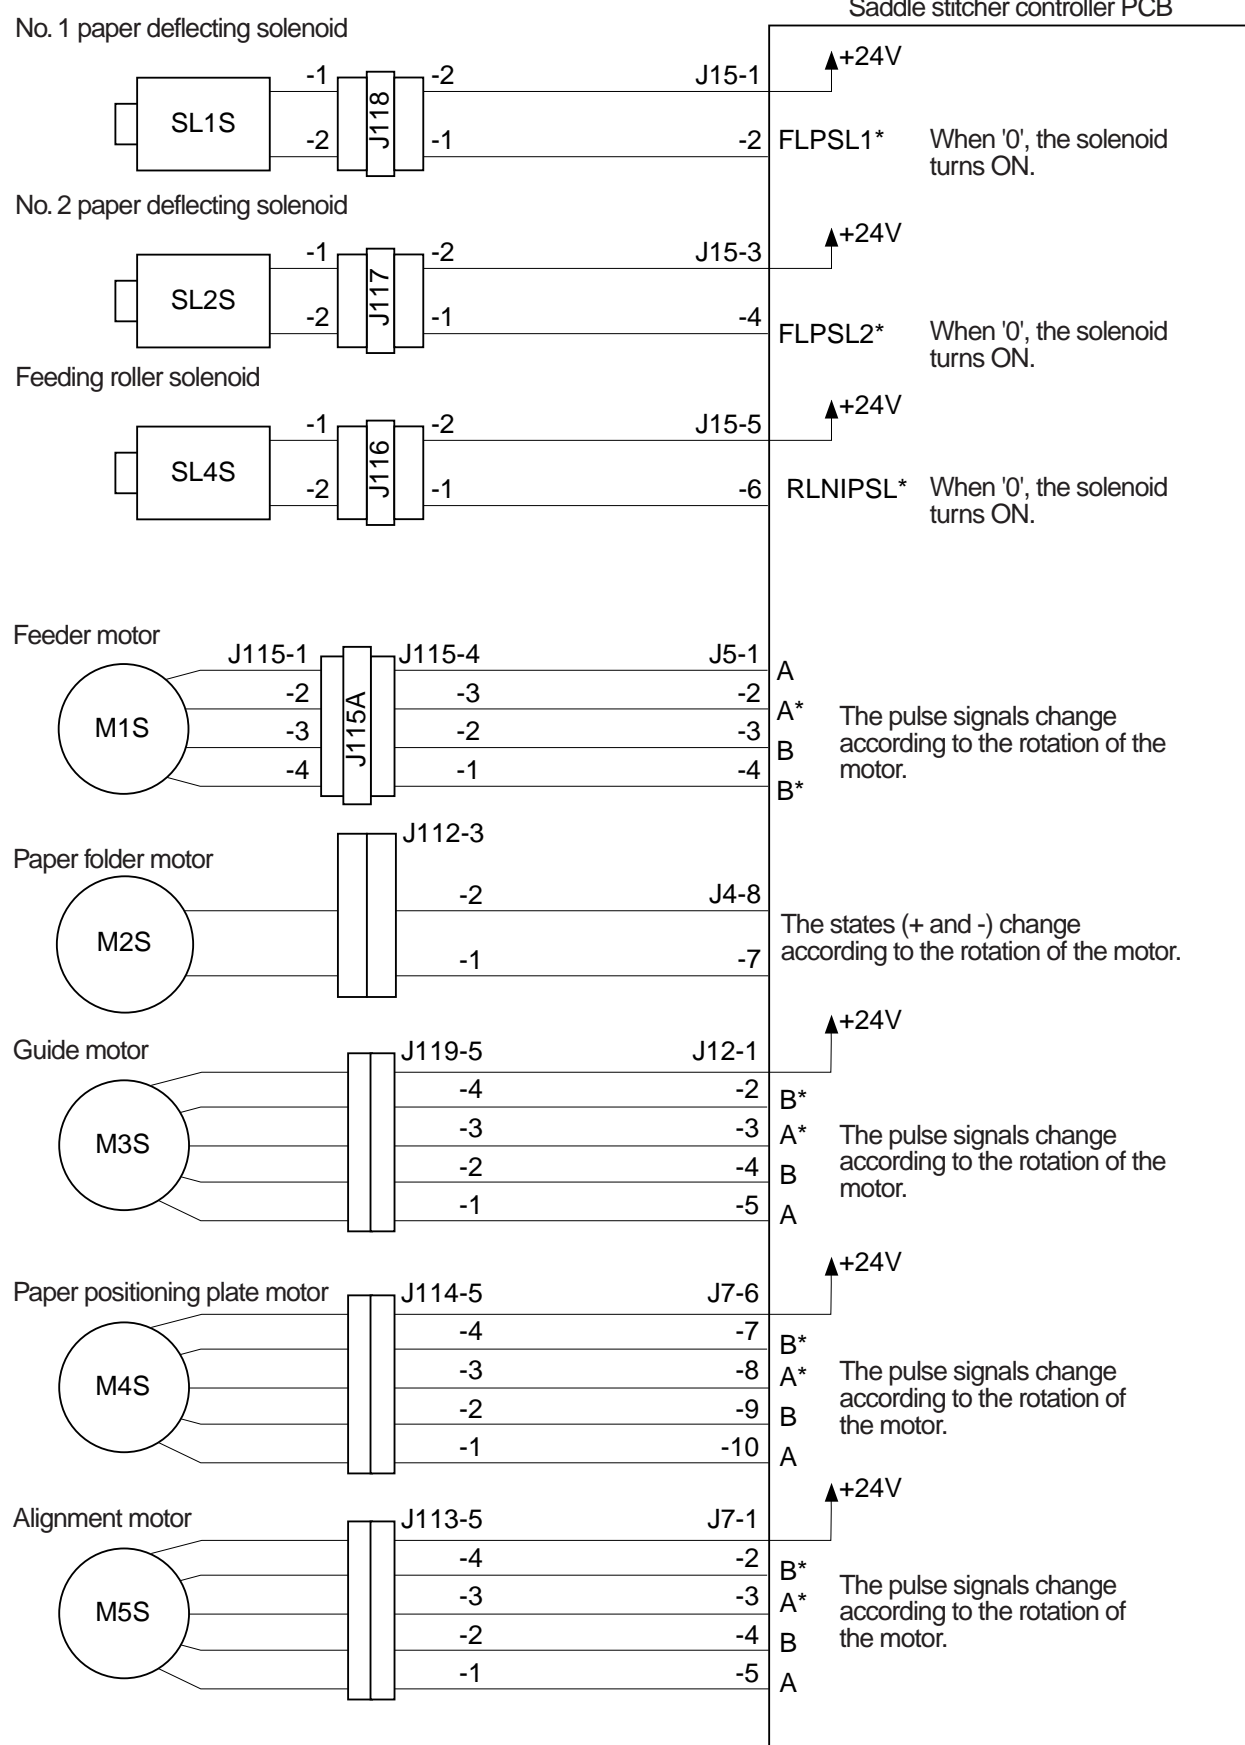 Saddle stitcher controller PCB
No. 1 paper deflecting solenoid
+24V
-1 -2 J15-1
SL1S J118
-2 -1 -2 FLPSL1* When '0', the solenoid
turns ON.
No. 2 paper deflecting solenoid
+24V
-1 -2 J15-3
SL2S J117
-2 -1 -4 FLPSL2* When '0', the solenoid
turns ON.
Feeding roller solenoid
+24V
-1 -2 J15-5
SL4S J116
-2 -1 -6 RLNIPSL* When '0', the solenoid
turns ON.
Feeder motor
J115-1 J115-4 J5-1 A
-2 -3 -2 A*
M1S J115A
-3 -2 -3 B
-4 -1 -4 B*
The pulse signals change
according to the rotation of the
motor.
J112-3
Paper folder motor
-2 J4-8
M2S
-1 -7
The states (+ and -) change
according to the rotation of the motor.
+24V
Guide motor
J119-5 J12-1
-4 -2 B*
M3S
-3 -3 A*
-2 -4 B
-1 -5 A
The pulse signals change
according to the rotation of the
motor.
+24V
Paper positioning plate motor
J114-5 J7-6
-4 -7 B*
M4S
-3 -8 A*
-2 -9 B
-1 -10 A
The pulse signals change
according to the rotation of
the motor.
+24V
Alignment motor
J113-5 J7-1
-4 -2 B*
M5S
-3 -3 A*
-2 -4 B
-1 -5 A
The pulse signals change
according to the rotation of
the motor.